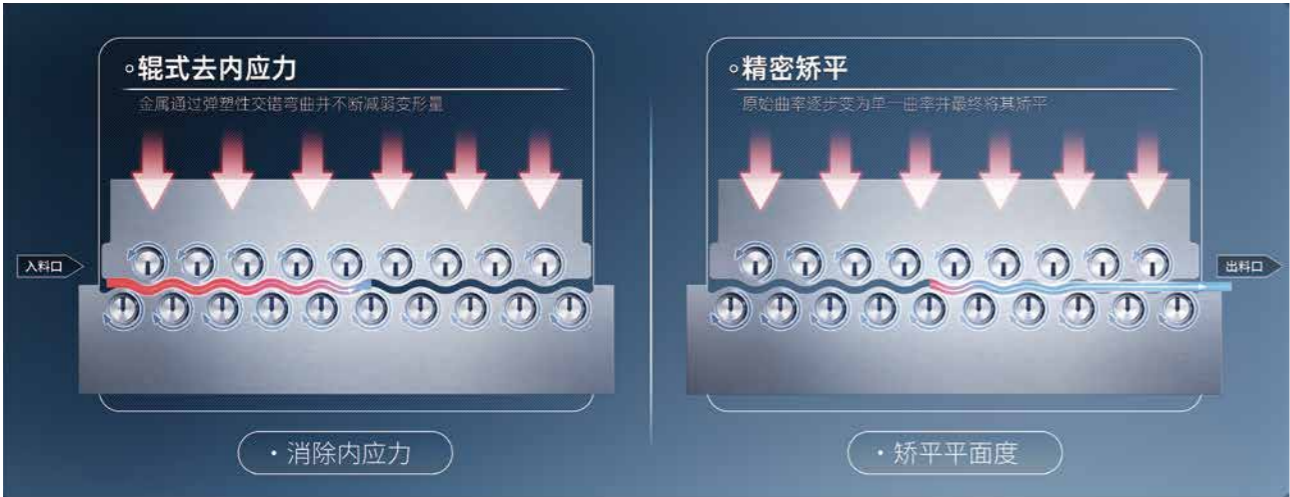 辊式去内应力
金属通过弹塑性交错弯曲并不断减弱变形量
入料口
· 消除内应力
精密矫平
原始曲率逐步变为单一曲率并最终将其矫平
出料口
· 矫平平面度